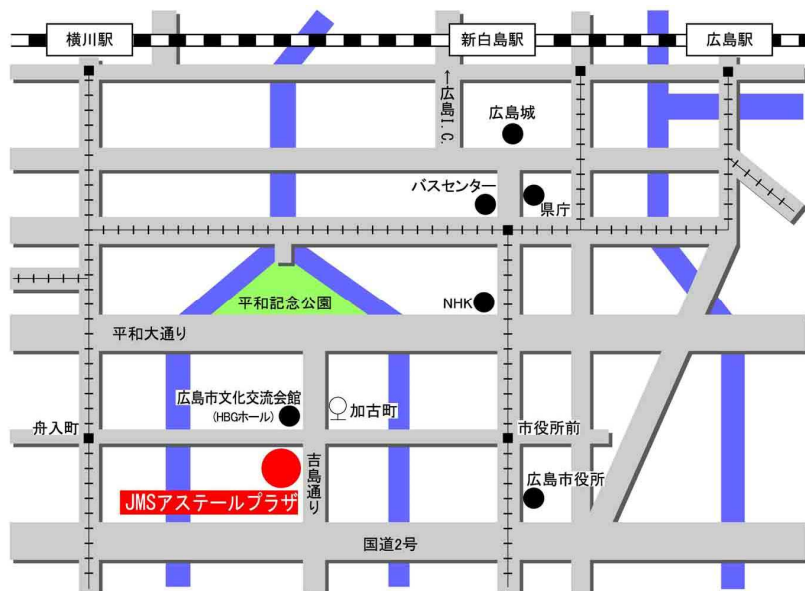 横川駅
新白島駅
広島駅
←広島I.C.
広島城
バスセンター
県庁
平和記念公園
NHK
平和大通り
広島市文化交流会館
(HBGホール)
加古町
舟入町
市役所前
吉島通り
JMSアステールプラザ
広島市役所
国道2号